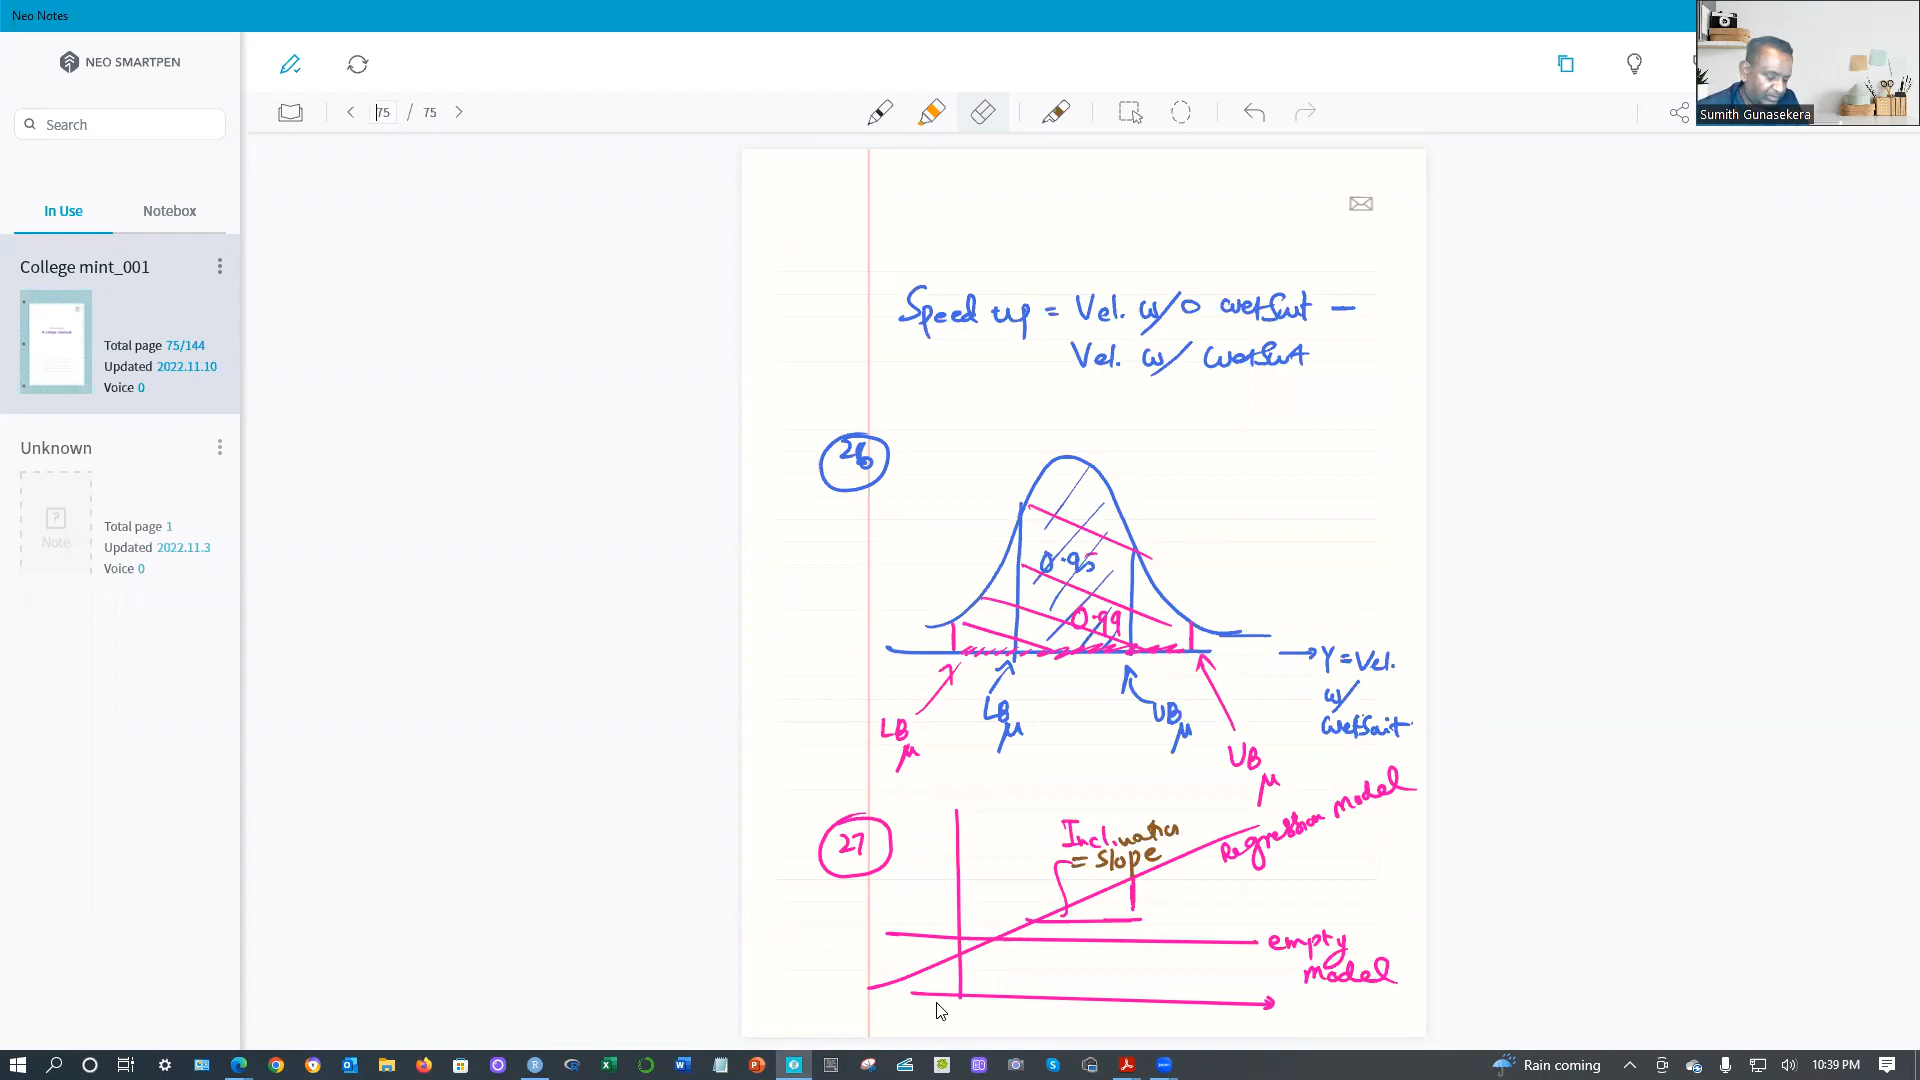 Neo Notes
NEO SMARTPEN
Search
In Use
Notebox
College mint_001
Total page 75/144
Updated 2022.11.10
Voice 0
Unknown
Note
Total page 1
Updated 2022.11.3
Voice 0
75 / 75
Sumith Gunasekera
Speed up = Vel. w/o wetsuit –
Vel. w/ wetsuit
26
0.95
0.99
Y = Vel.
w/
wetsuit
LB μ
LB μ
UB μ
UB μ
27
Inclination
= slope
Regression model
empty
model
Rain coming
10:39 PM